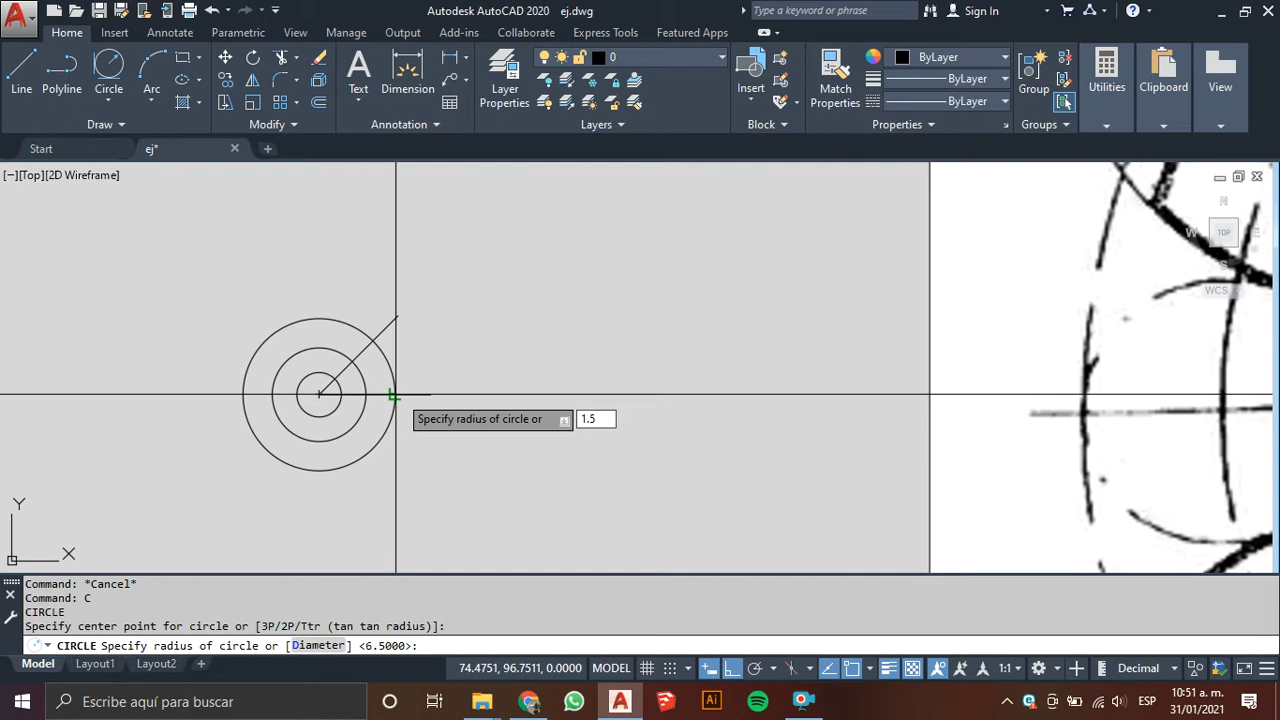 Autodesk AutoCAD 2020 ej.dwg
Type a keyword or phrase
Sign In
Home Insert Annotate Parametric View Manage Output Add-ins Collaborate Express Tools Featured Apps
Line Polyline Circle Arc
Text Dimension
Layer Properties
0
Insert
Match Properties
ByLayer
ByLayer
ByLayer
Group
Utilities
Clipboard
View
Draw Modify Annotation Layers Block Properties Groups
Start ej*
[−][Top][2D Wireframe]
N
W TOP E
S
WCS
Specify radius of circle or 1.5
Y
X
Command: *Cancel*
Command: C
CIRCLE
Specify center point for circle or [3P/2P/Ttr (tan tan radius)]:
CIRCLE Specify radius of circle or [Diameter] <6.5000>:
Model Layout1 Layout2 +
74.4751, 96.7511, 0.0000 MODEL 1:1 Decimal
Escribe aquí para buscar
ESP
10:51 a. m.
31/01/2021